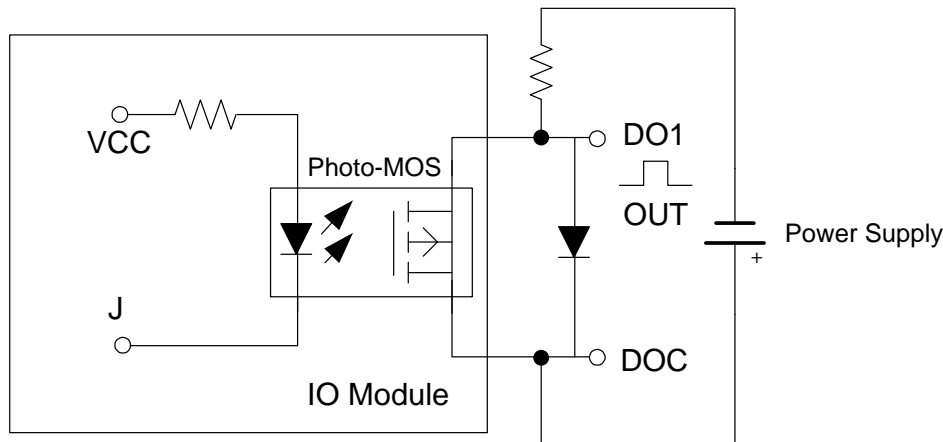 VCC
Photo-MOS
DO1
OUT
Power Supply
+
J
DOC
IO Module